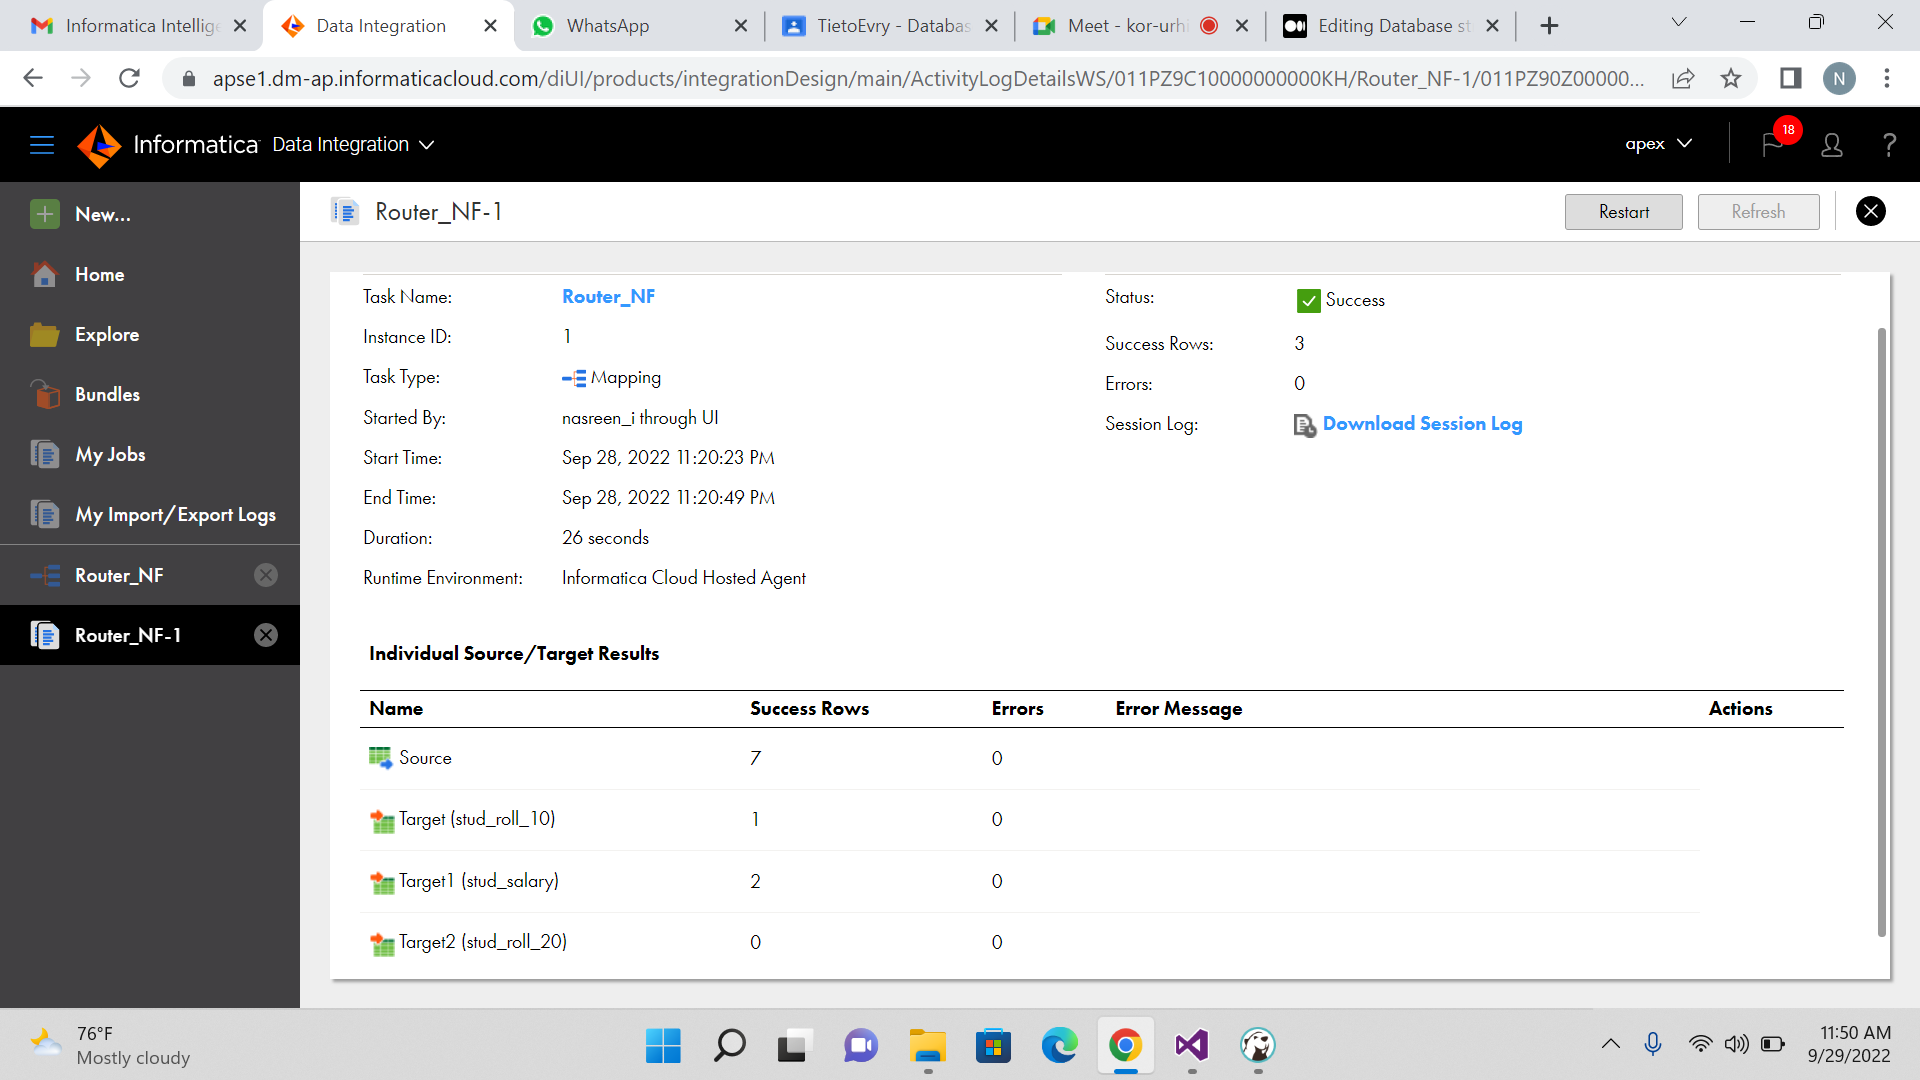 Informatica Intellige
Data Integration
WhatsApp
TietoEvry - Databas
Meet - kor-urhi
Editing Database st
apse1.dm-ap.informaticacloud.com/diUI/products/integrationDesign/main/ActivityLogDetailsWS/011PZ9C10000000000KH/Router_NF-1/011PZ90Z00000...
N
Informatica Data Integration
apex
18
?
New...
Home
Explore
Bundles
My Jobs
My Import/Export Logs
Router_NF
Router_NF-1
Router_NF-1
Restart
Refresh
Task Name: Router_NF
Instance ID: 1
Task Type: Mapping
Started By: nasreen_i through UI
Start Time: Sep 28, 2022 11:20:23 PM
End Time: Sep 28, 2022 11:20:49 PM
Duration: 26 seconds
Runtime Environment: Informatica Cloud Hosted Agent
Status: Success
Success Rows: 3
Errors: 0
Session Log: Download Session Log
Individual Source/Target Results
Name Success Rows Errors Error Message Actions
Source 7 0
Target (stud_roll_10) 1 0
Target1 (stud_salary) 2 0
Target2 (stud_roll_20) 0 0
76°F
Mostly cloudy
11:50 AM
9/29/2022